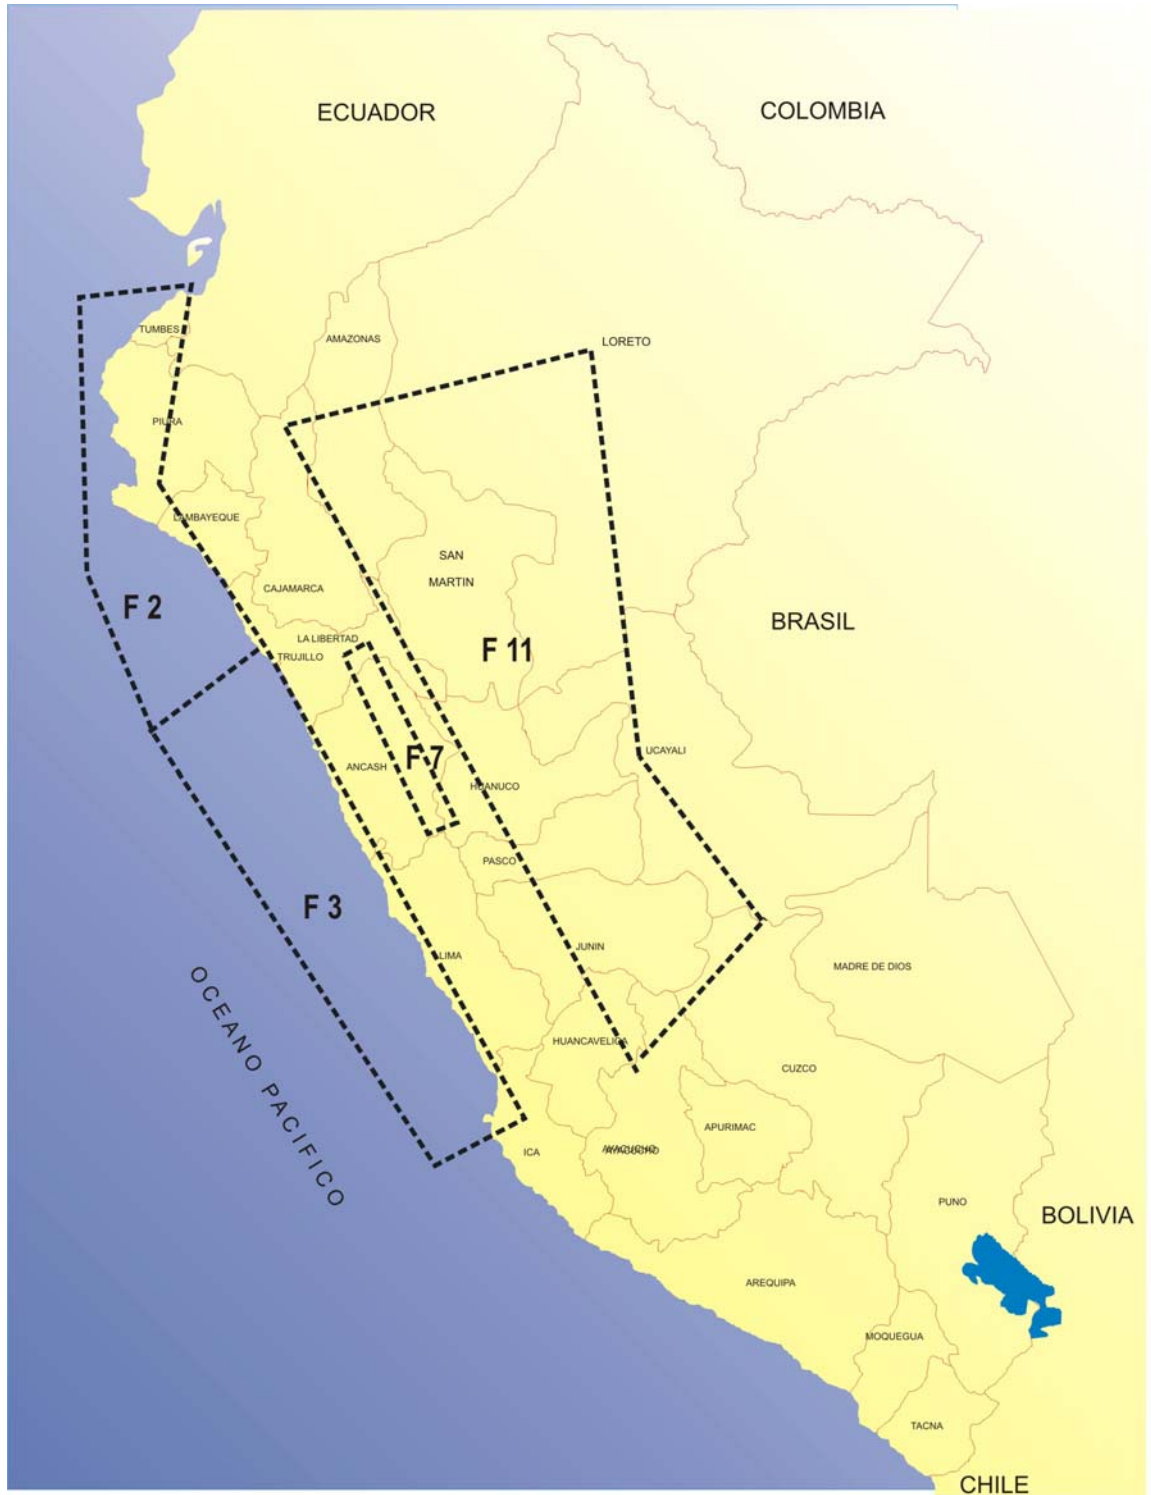 ECUADOR
COLOMBIA
TUMBES
AMAZONAS
LORETO
PIURA
LAMBAYEQUE
SAN
MARTIN
CAJAMARCA
F 2
BRASIL
LA LIBERTAD
F 11
TRUJILLO
UCAYALI
F 7
ANCASH
HUANUCO
PASCO
F 3
JUNIN
LIMA
MADRE DE DIOS
OCEANO PACIFICO
HUANCAVELICA
CUZCO
APURIMAC
AYACUCHO
AYACUCHO
ICA
PUNO
BOLIVIA
AREQUIPA
MOQUEGUA
TACNA
CHILE